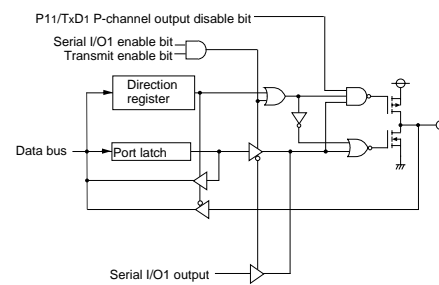 P11/TxD1 P-channel output disable bit
Serial I/O1 enable bit
Transmit enable bit
Direction
register
Data bus
Port latch
Serial I/O1 output